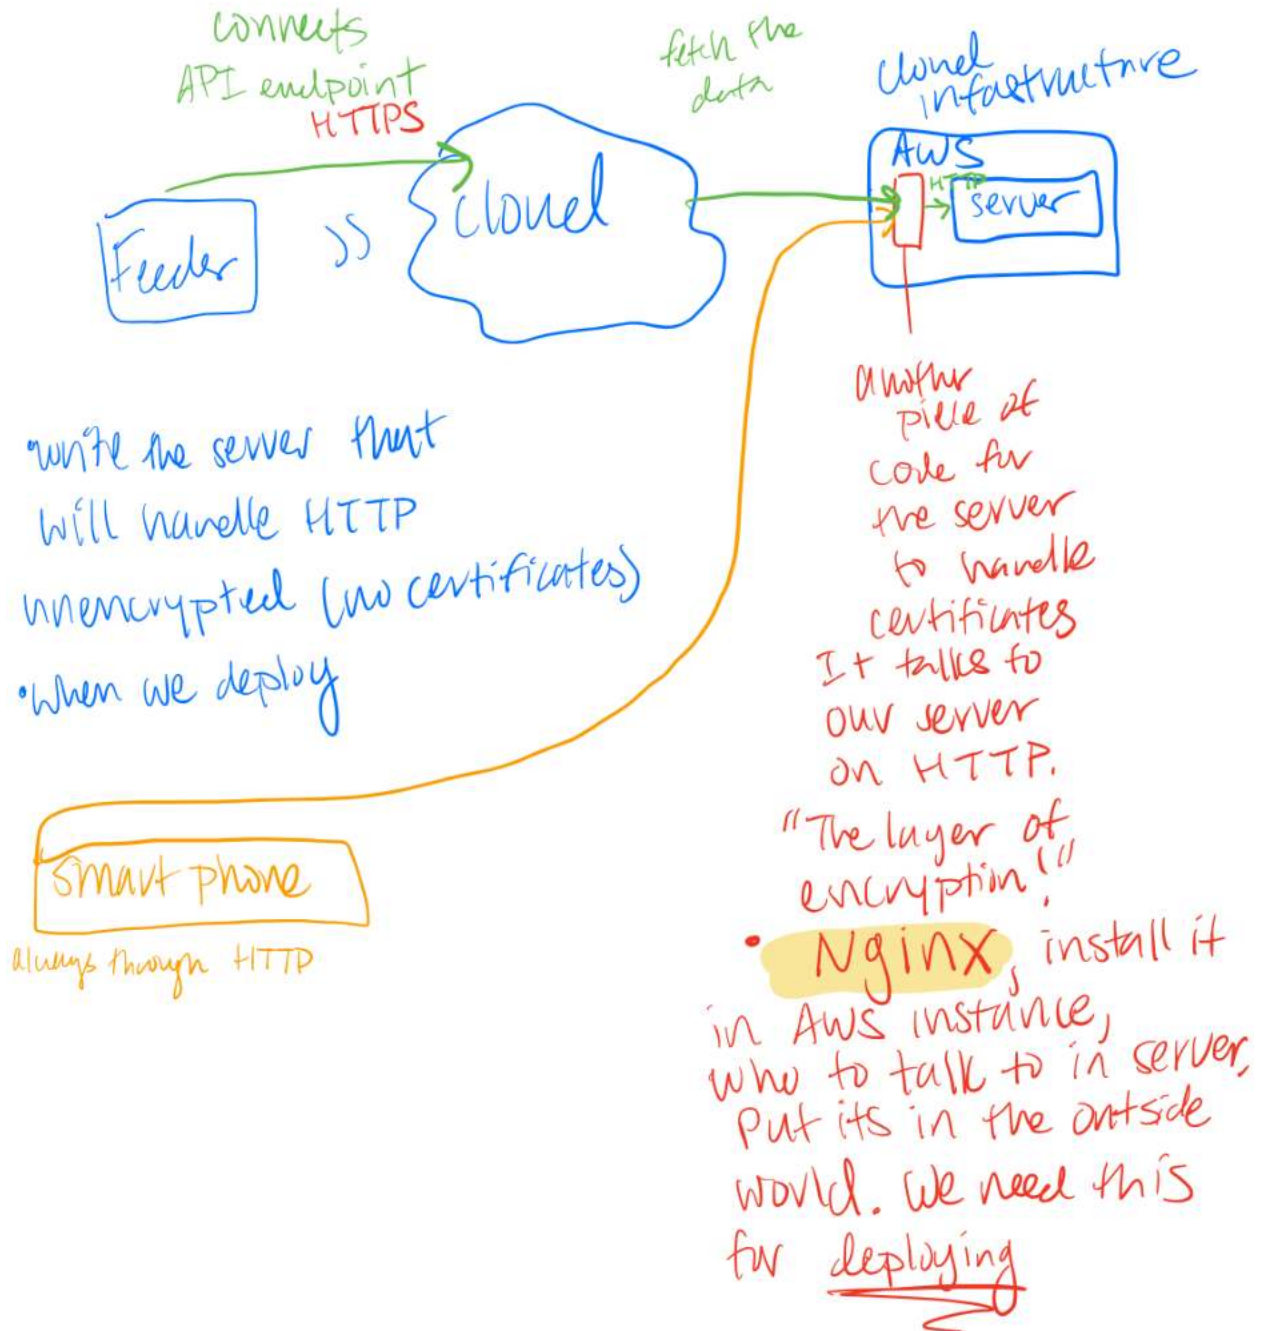 connects
API endpoint
HTTPS
fetch the
data
cloud
infastructure
AWS
HTTP
server
Feeder
cloud
another
piece of
code for
the server
to handle
certificates
It talks to
our server
on HTTP.
"The layer of
encryption!"
• Nginx, install it
in AWS instance,
who to talk to in server,
Put its in the outside
world. We need this
for deploying
•write the server that
will handle HTTP
unencrypted (no certificates)
•when we deploy
smart phone
always through HTTP